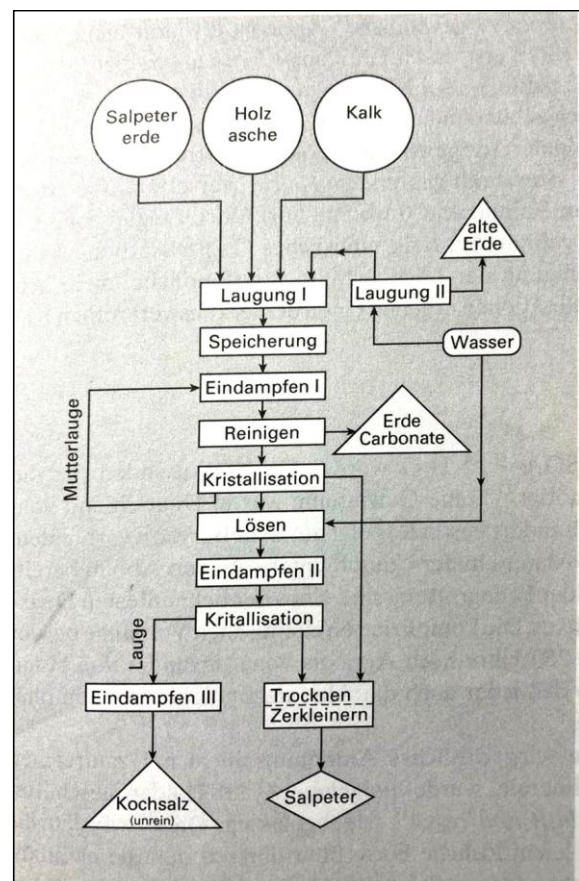 Salpeter
erde
Holz
asche
Kalk
alte
Erde
Laugung I
Laugung II
Speicherung
Wasser
Eindampfen I
Mutterlauge
Reinigen
Erde
Carbonate
Kristallisation
Lösen
Eindampfen II
Kritallisation
Lauge
Eindampfen III
Trocknen
Zerkleinern
Kochsalz
(unrein)
Salpeter